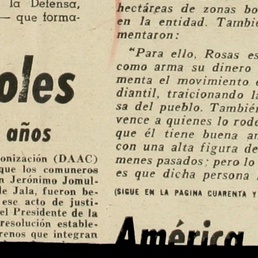 la Defensa,
— que forma-
oles
años
onización (DAAC)
que los comuneros
n Jerónimo Jomul-
de Jala, fueron be-
ese acto de justi-
l Presidente de la
resolución estable-
renos que integran
hectáreas de zonas bo
en la entidad. Tambié
mentaron:
"Para ello, Rosas es
como arma su dinero
menta el movimiento e
diantil, traicionando la
sa del pueblo. Tambié
vence a quienes lo rode
que él tiene buena ar
con una alta figura de
menes pasados; pero lo
es que dicha persona
(SIGUE EN LA PAGINA CUARENTA Y
América